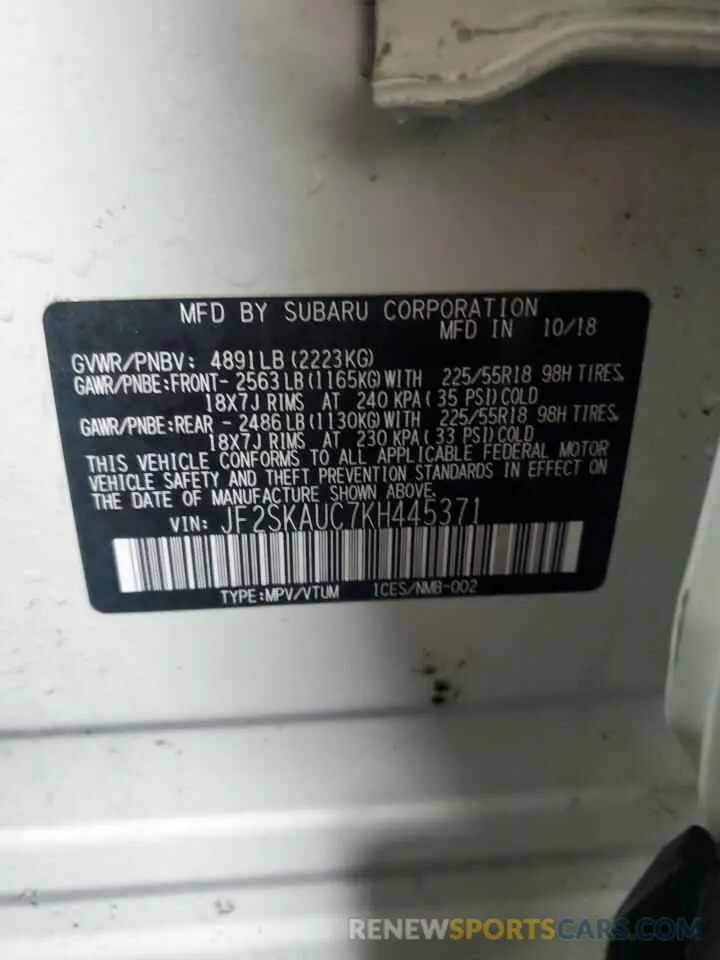 MFD BY SUBARU CORPORATION
MFD IN 10/18
GVWR/PNBV: 4891LB(2223KG)
GAWR/PNBE:FRONT-2563LB(1165KG)WITH 225/55R18 98H TIRES,
18X7J RIMS AT 240 KPA(35 PSI)COLD
GAWR/PNBE:REAR -2486LB(1130KG)WITH 225/55R18 98H TIRES,
18X7J RIMS AT 230 KPA(33 PSI)COLD
THIS VEHICLE CONFORMS TO ALL APPLICABLE FEDERAL MOTOR
VEHICLE SAFETY AND THEFT PREVENTION STANDARDS IN EFFECT ON
THE DATE OF MANUFACTURE SHOWN ABOVE.
VIN: JF2SKAUC7KH445371
TYPE:MPV/VTUM ICES/NMB-002
RENEWSPORTSCARS.COM